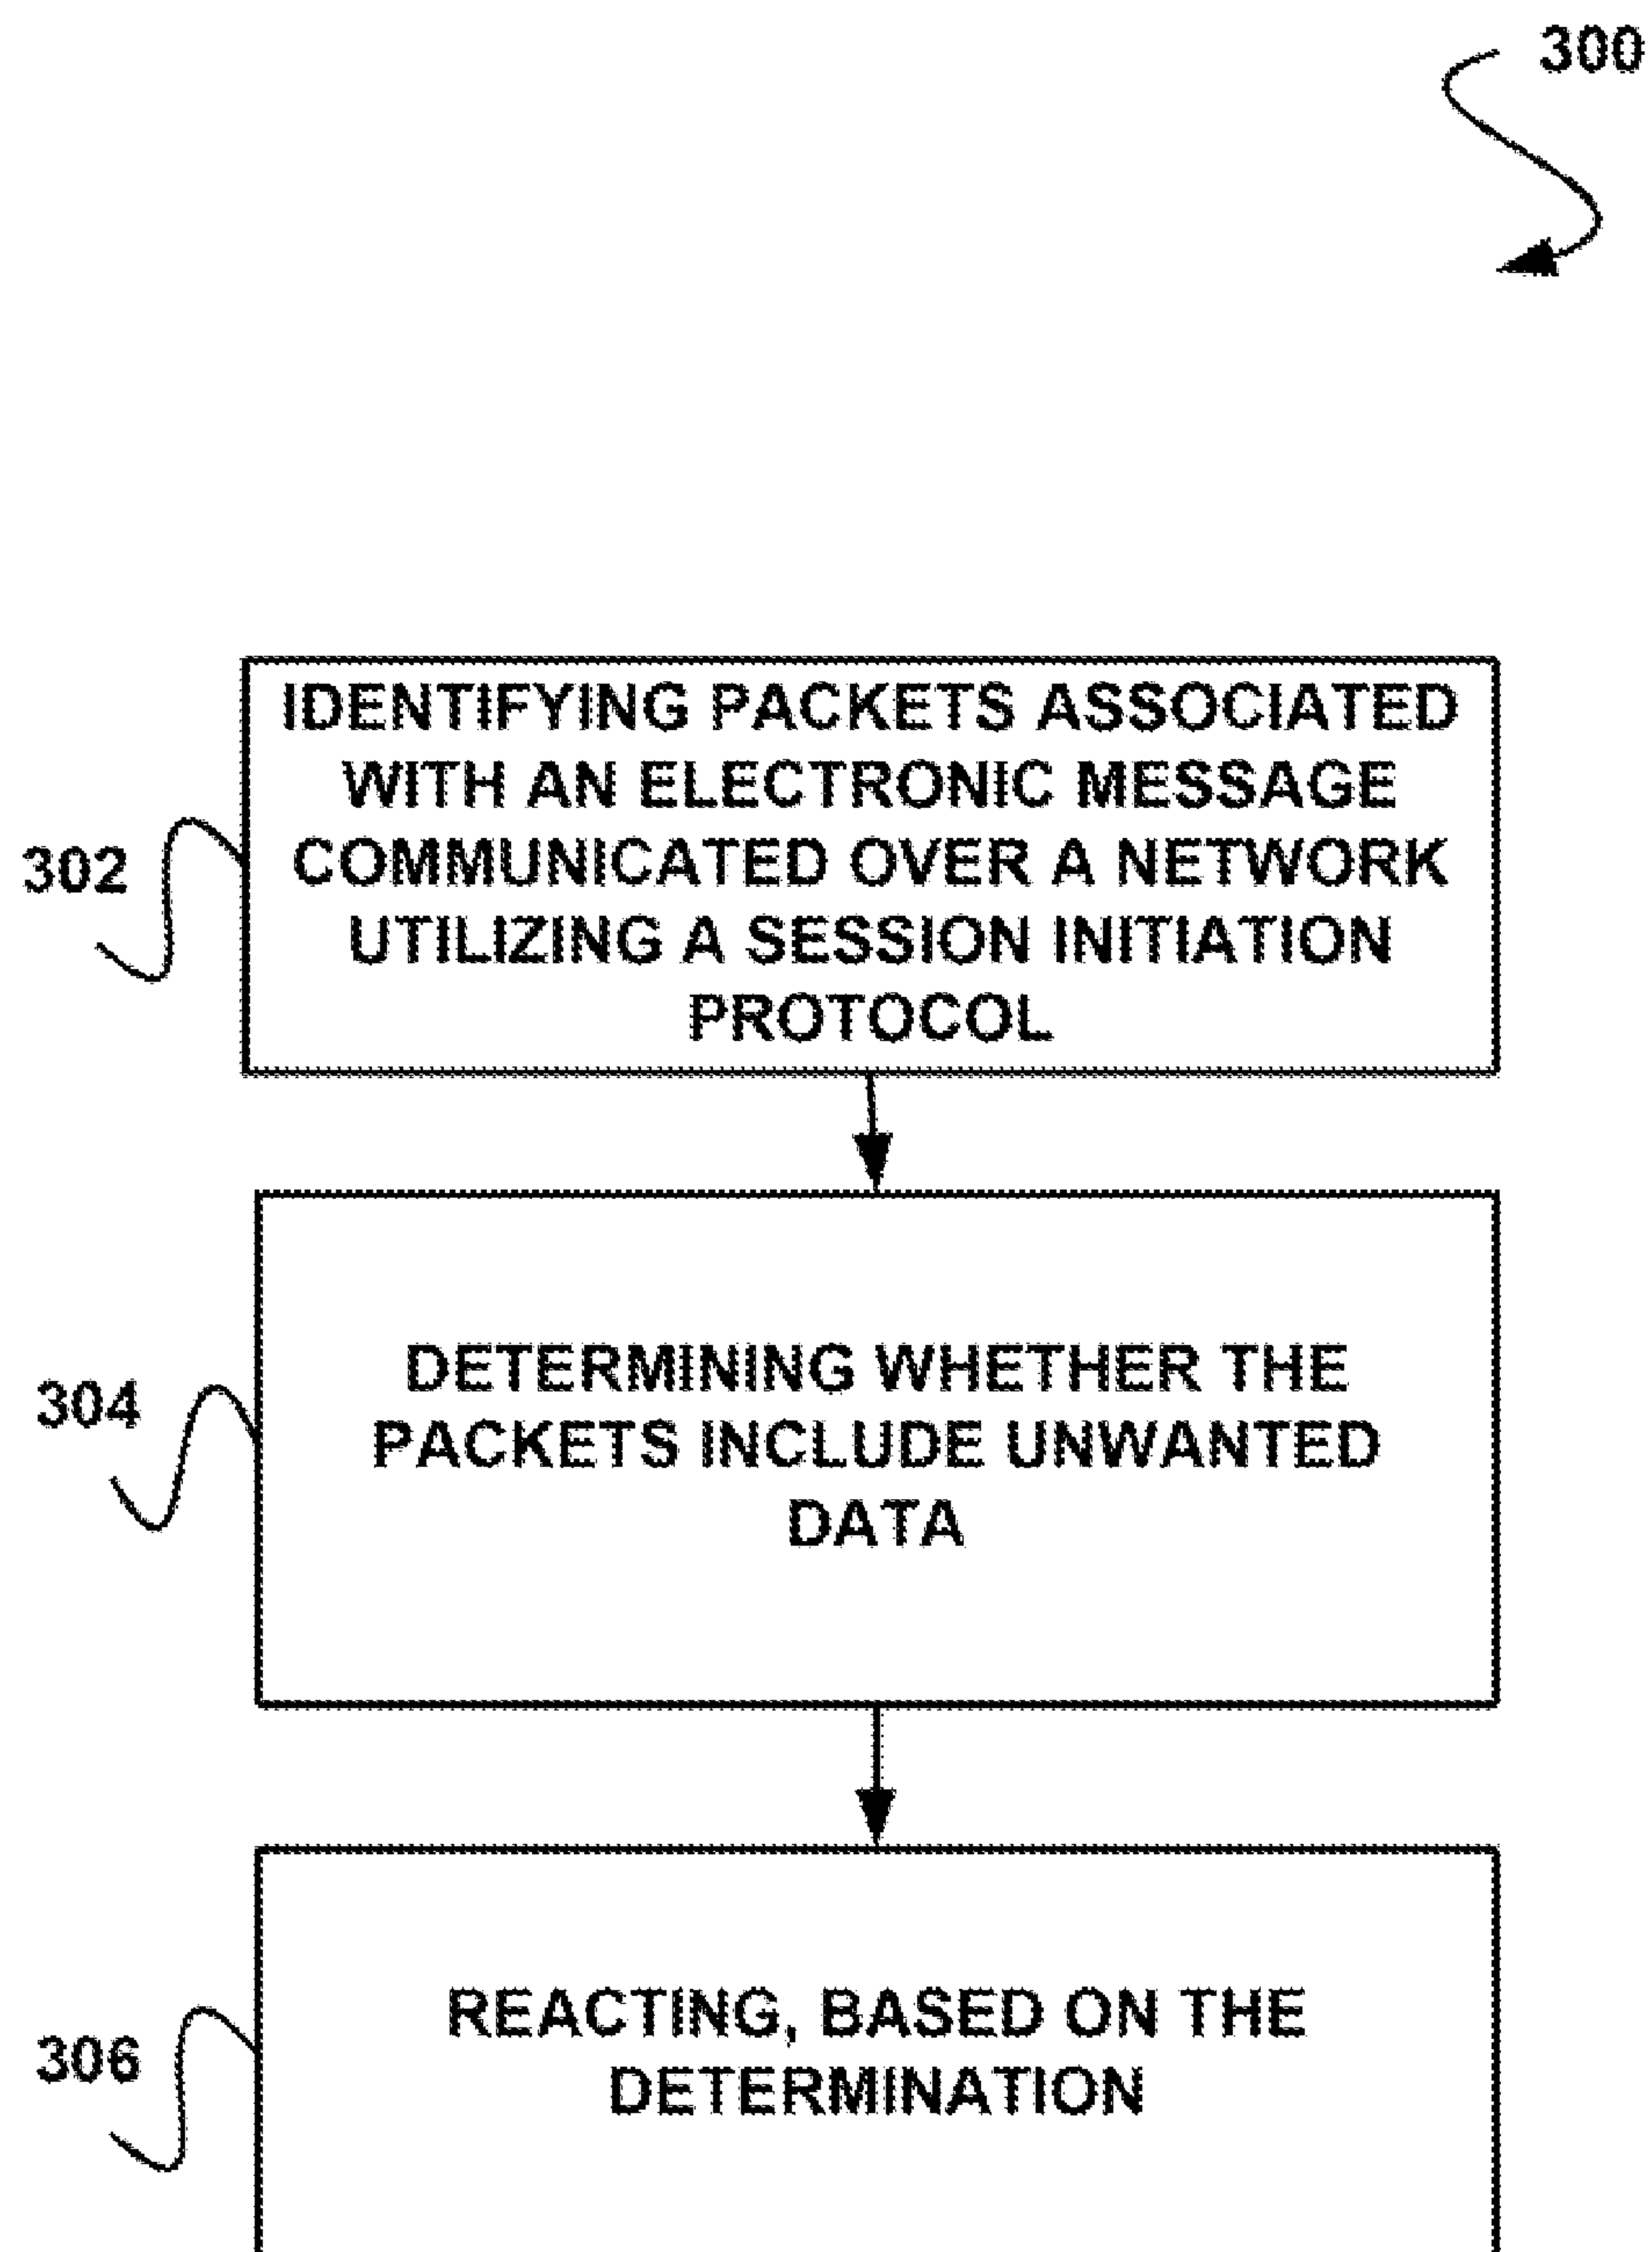 300
IDENTIFYING PACKETS ASSOCIATED
WITH AN ELECTRONIC MESSAGE
COMMUNICATED OVER A NETWORK
UTILIZING A SESSION INITIATION
PROTOCOL
302
DETERMINING WHETHER THE
PACKETS INCLUDE UNWANTED
DATA
304
REACTING, BASED ON THE
DETERMINATION
306